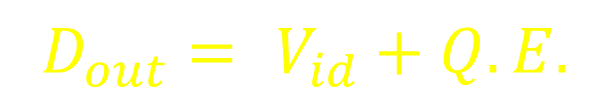 D_out = V_id + Q.E.